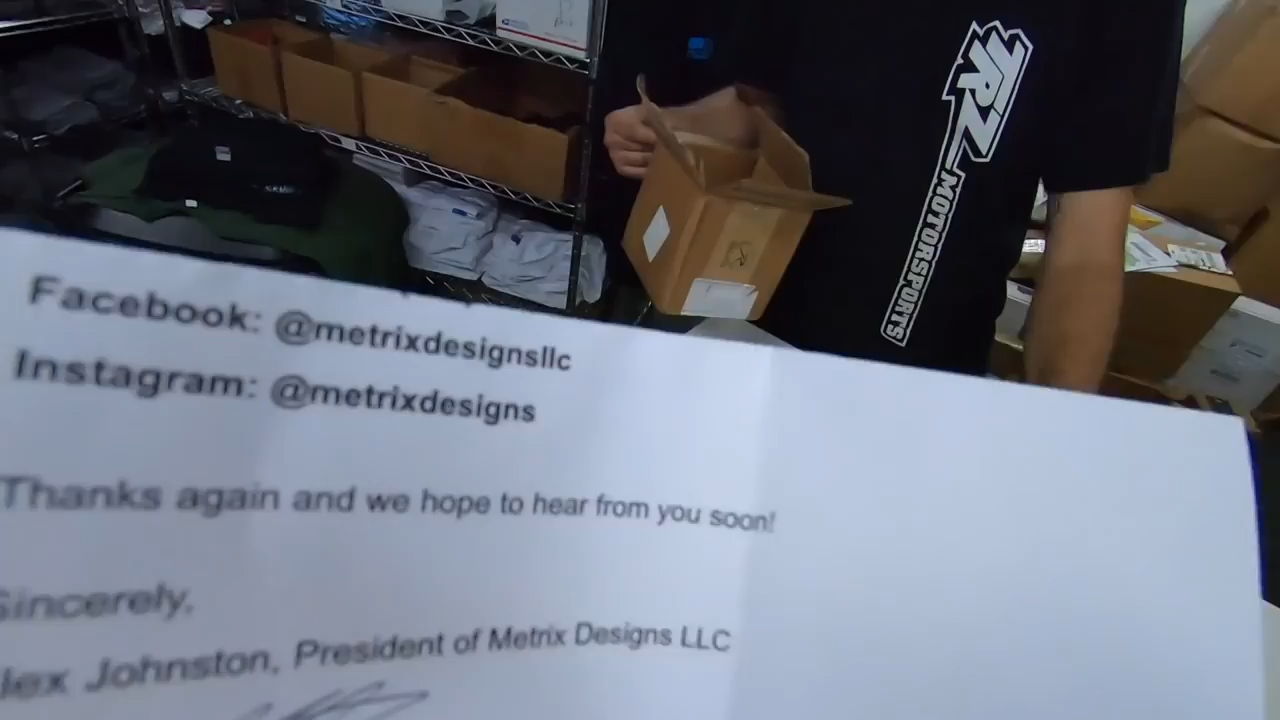 TRZ MOTORSPORTS
Facebook: @metrixdesignsllc
Instagram: @metrixdesigns
Thanks again and we hope to hear from you soon!
Sincerely,
Johnston, President of Metrix Designs LLC